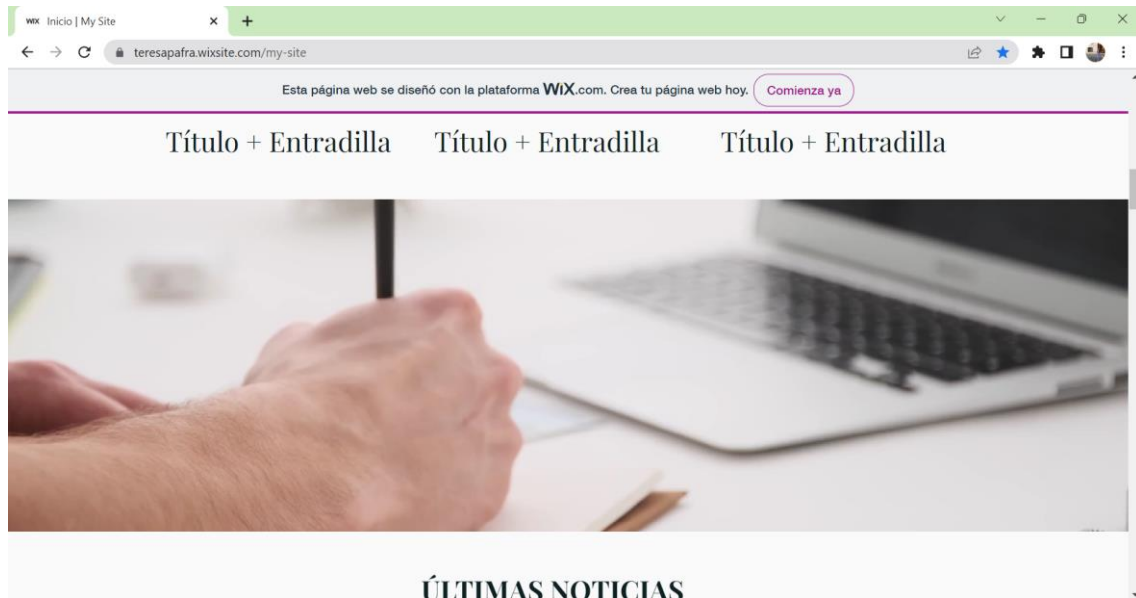 WiX Inicio | My Site
teresapafra.wixsite.com/my-site
Esta página web se diseñó con la plataforma WiX.com. Crea tu página web hoy. Comienza ya
Título + Entradilla Título + Entradilla Título + Entradilla
ÚLTIMAS NOTICIAS